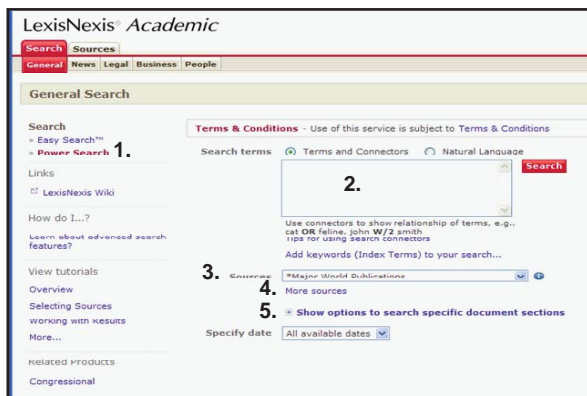 LexisNexis® Academic
Search Sources
General News Legal Business People
General Search
Search
» Easy Search™
» Power Search 1.
Links
LexisNexis Wiki
How do I...?
Learn about advanced search
features?
View tutorials
Overview
Selecting Sources
Working with Results
More...
Related Products
Congressional
Terms & Conditions - Use of this service is subject to Terms & Conditions
Search terms Terms and Connectors Natural Language
2. Search
Use connectors to show relationship of terms, e.g.,
cat OR feline, john W/2 smith
Tips for using search connectors
Add keywords (Index Terms) to your search...
3. Sources *Major World Publications
4. More sources
5. Show options to search specific document sections
Specify date All available dates